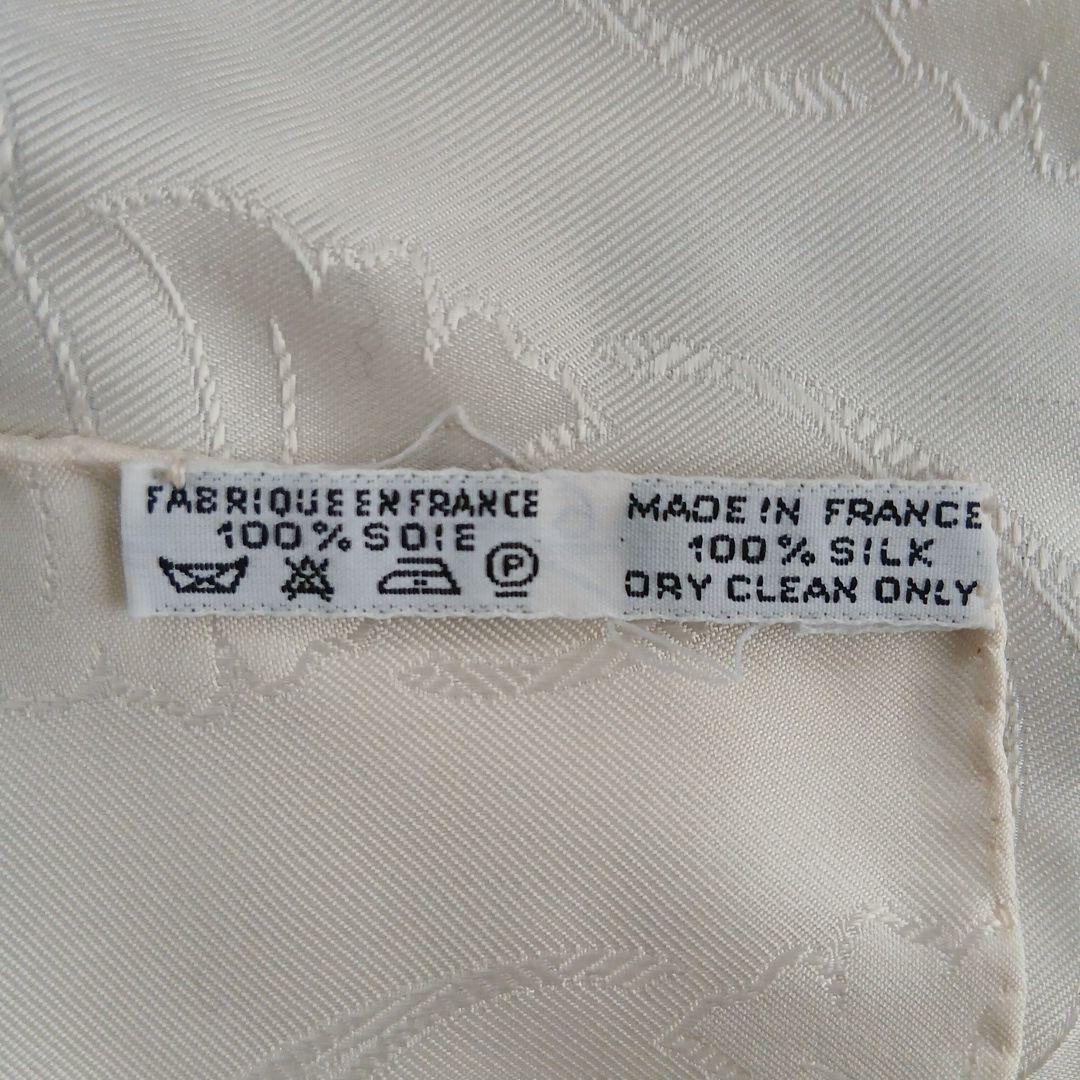 FABRIQUE EN FRANCE
100% SOIE
P
MADE IN FRANCE
100% SILK
DRY CLEAN ONLY